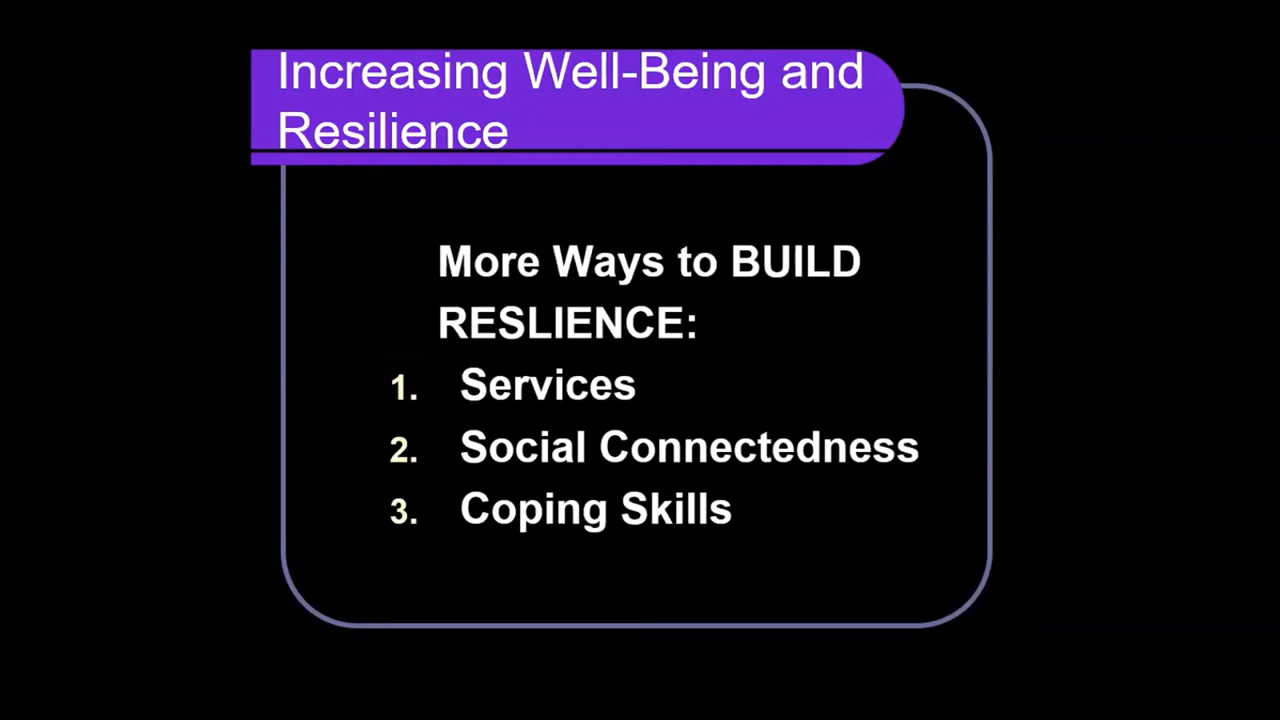 Increasing Well-Being and
Resilience
More Ways to BUILD
RESLIENCE:
1. Services
2. Social Connectedness
3. Coping Skills